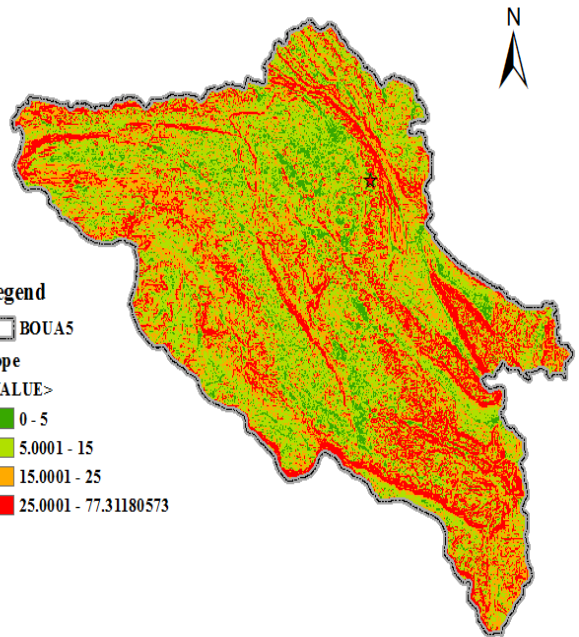 N
egend
BOUA5
ope
ALUE>
0 - 5
5.0001 - 15
15.0001 - 25
25.0001 - 77.31180573